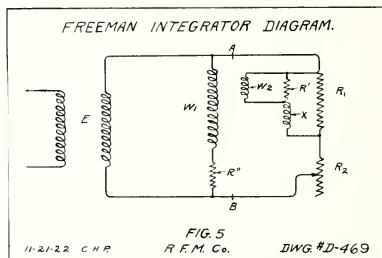 FREEMAN INTEGRATOR DIAGRAM.
A
E
W1
W2
R'
X
R1
R2
R"
B
FIG. 5
11-21-22 C H P. R. F. M. Co. DWG. #D-469